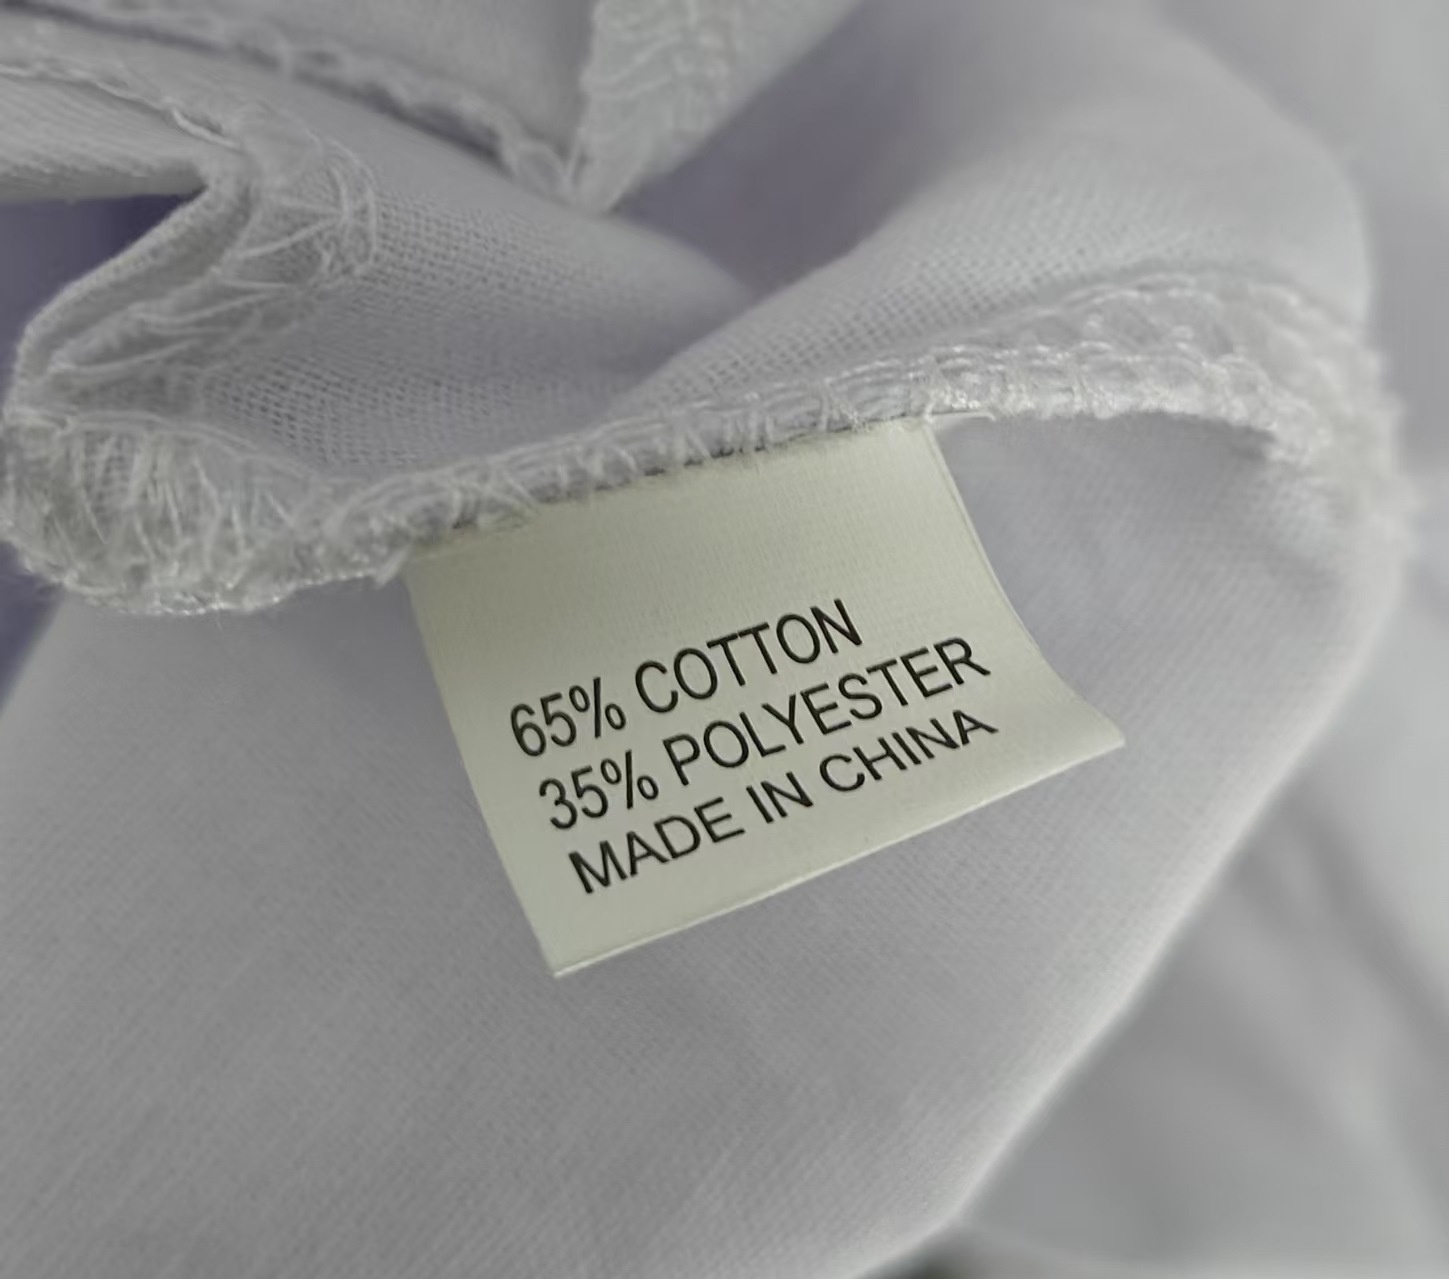 65% COTTON
35% POLYESTER
MADE IN CHINA